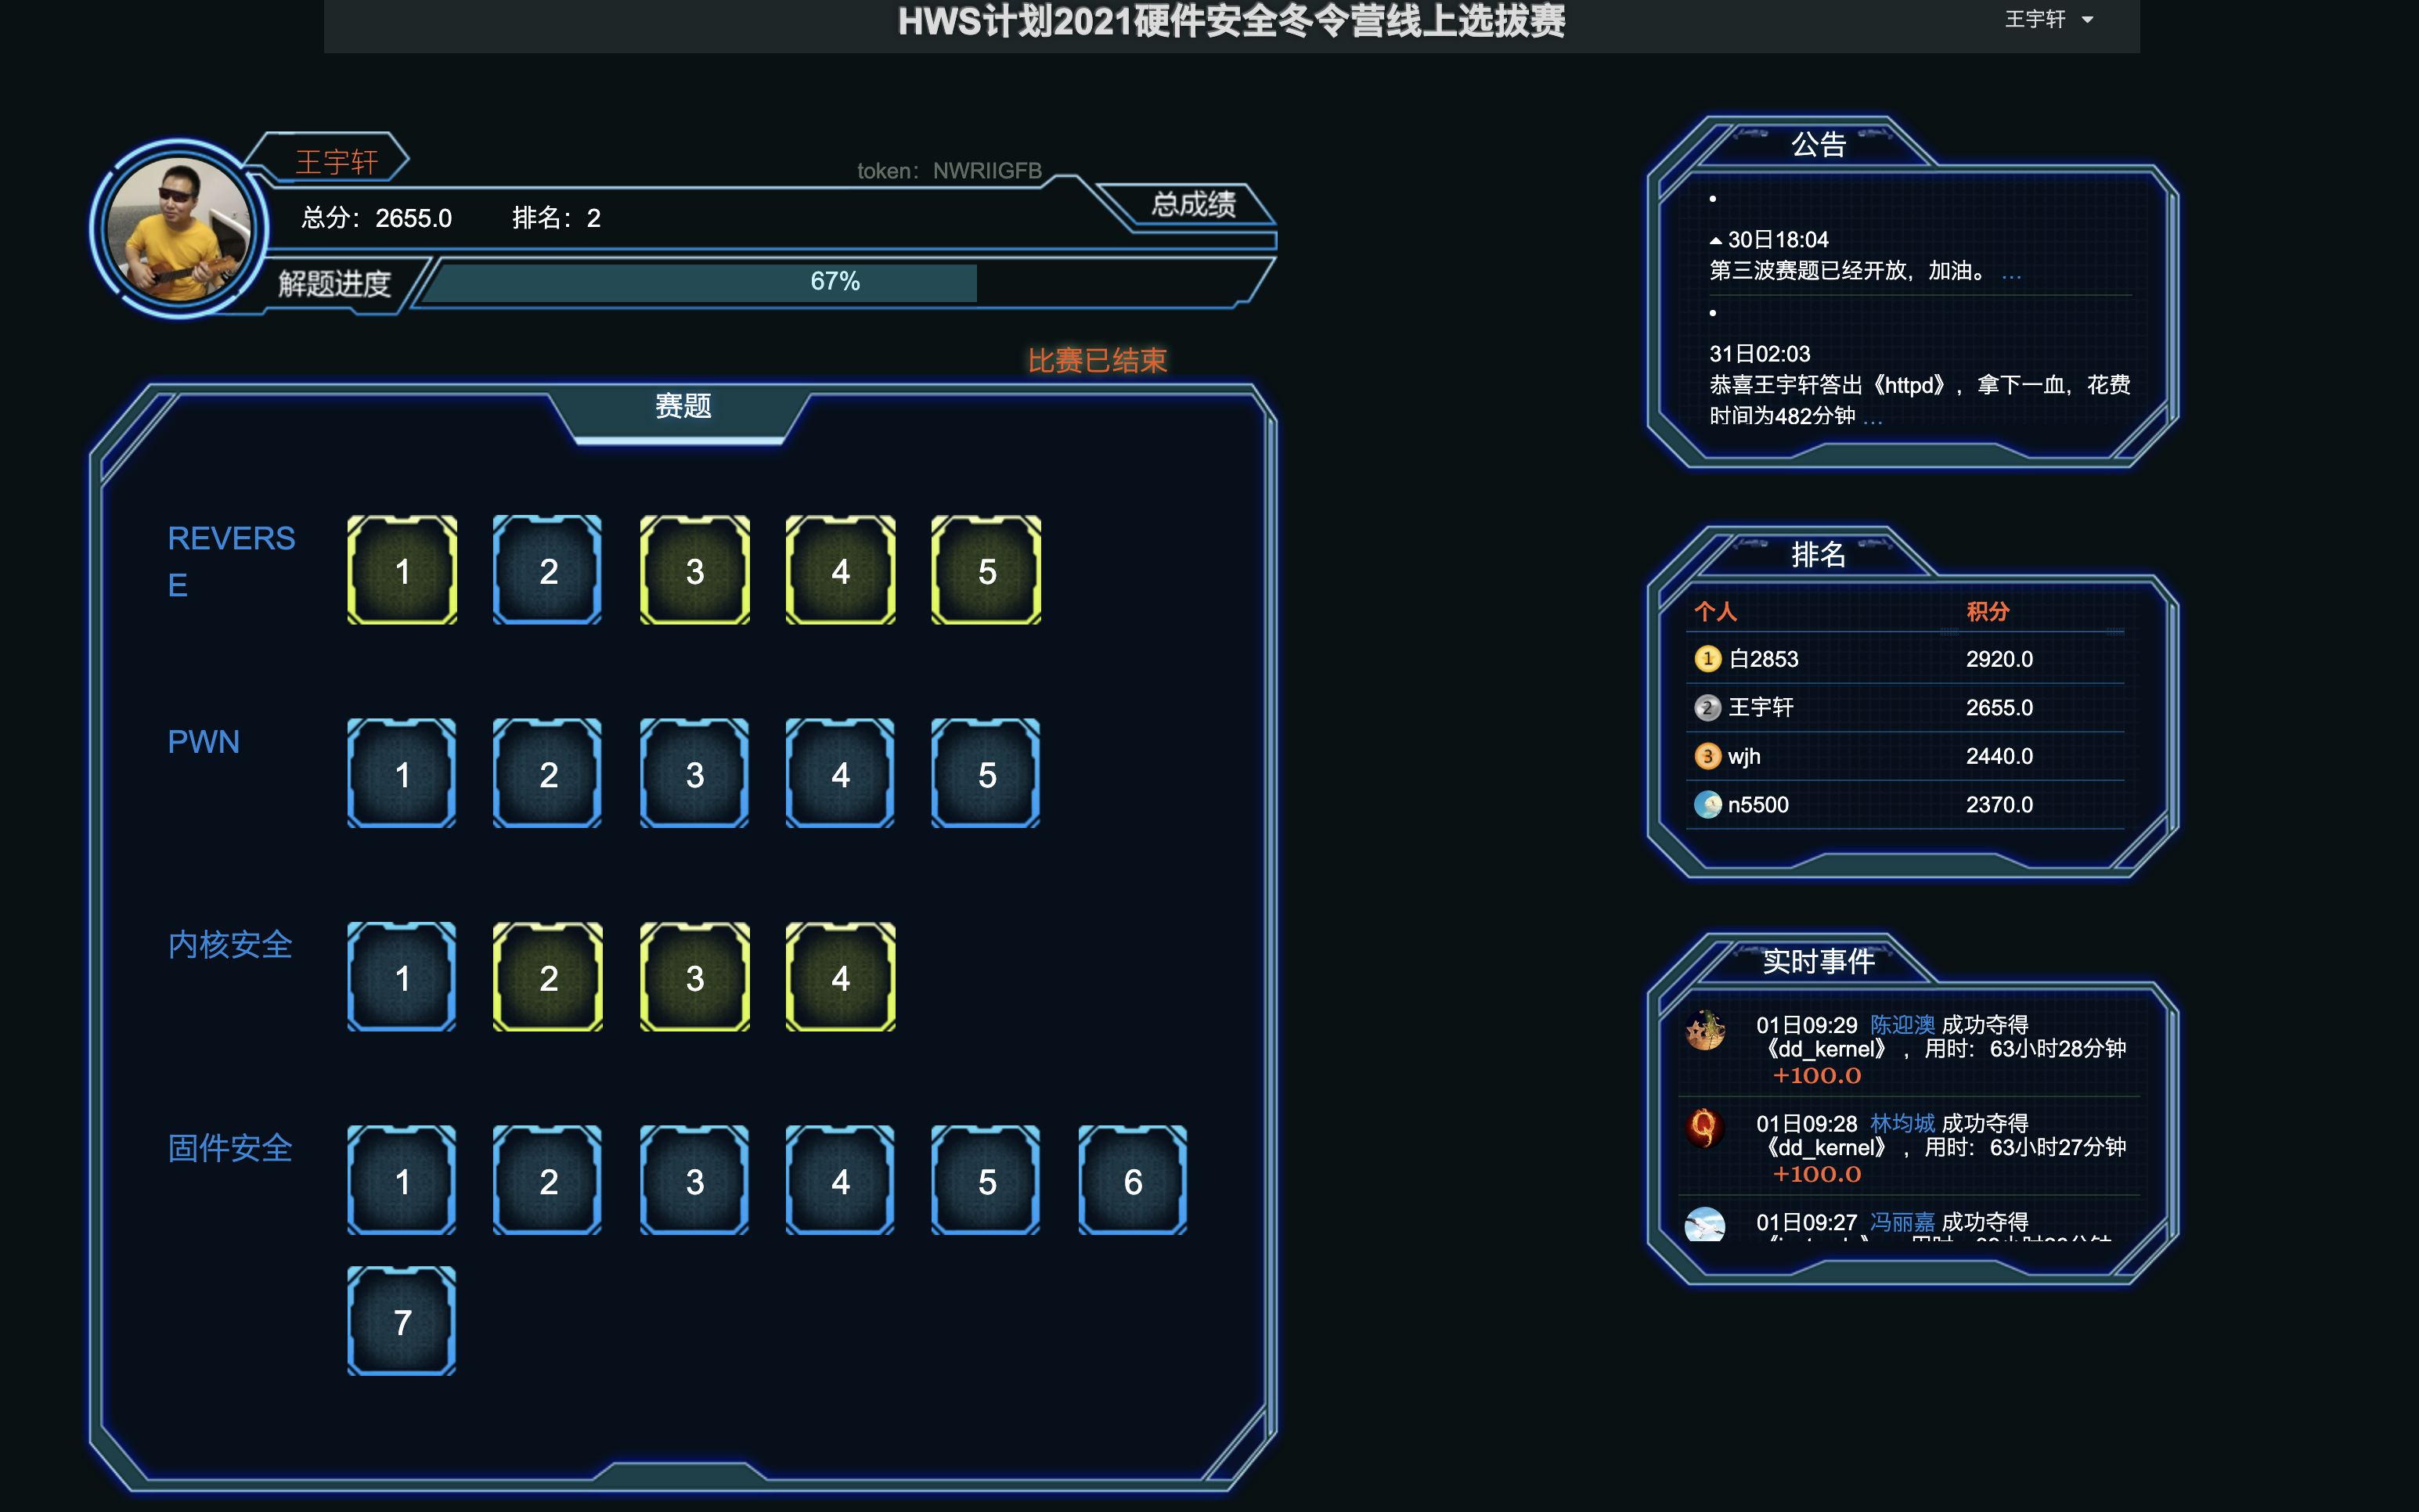 HWS计划2021硬件安全冬令营线上选拔赛
王宇轩
王宇轩
token: NWRIIGFB
总分：2655.0 排名：2
总成绩
解题进度
67%
比赛已结束
赛题
REVERS
E
1 2 3 4 5
PWN
1 2 3 4 5
内核安全
1 2 3 4
固件安全
1 2 3 4 5 6
7
公告
30日18:04
第三波赛题已经开放，加油。 ...
31日02:03
恭喜王宇轩答出《httpd》，拿下一血，花费
时间为482分钟 ...
排名
个人 积分
1 白2853 2920.0
2 王宇轩 2655.0
3 wjh 2440.0
n5500 2370.0
实时事件
01日09:29 陈迎澳 成功夺得
《dd_kernel》，用时：63小时28分钟
+100.0
01日09:28 林均城 成功夺得
《dd_kernel》，用时：63小时27分钟
+100.0
01日09:27 冯丽嘉 成功夺得